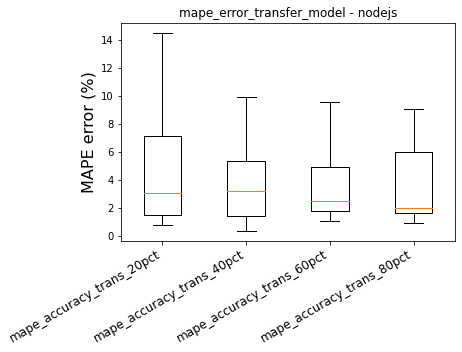 mape_error_transfer_model - nodejs
MAPE error (%)
14
12
10
8
6
4
2
0
mape_accuracy_trans_20pct
mape_accuracy_trans_40pct
mape_accuracy_trans_60pct
mape_accuracy_trans_80pct